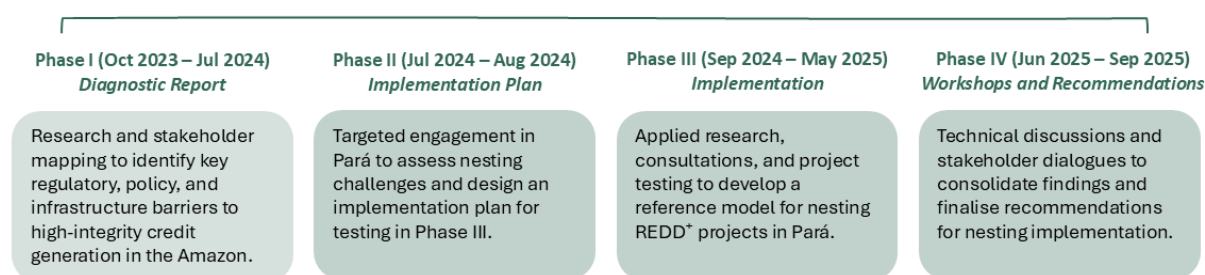 Phase I (Oct 2023 – Jul 2024)
Diagnostic Report
Research and stakeholder
mapping to identify key
regulatory, policy, and
infrastructure barriers to
high-integrity credit
generation in the Amazon.
Phase II (Jul 2024 – Aug 2024)
Implementation Plan
Targeted engagement in
Pará to assess nesting
challenges and design an
implementation plan for
testing in Phase III.
Phase III (Sep 2024 – May 2025)
Implementation
Applied research,
consultations, and project
testing to develop a
reference model for nesting
REDD⁺ projects in Pará.
Phase IV (Jun 2025 – Sep 2025)
Workshops and Recommendations
Technical discussions and
stakeholder dialogues to
consolidate findings and
finalise recommendations
for nesting implementation.